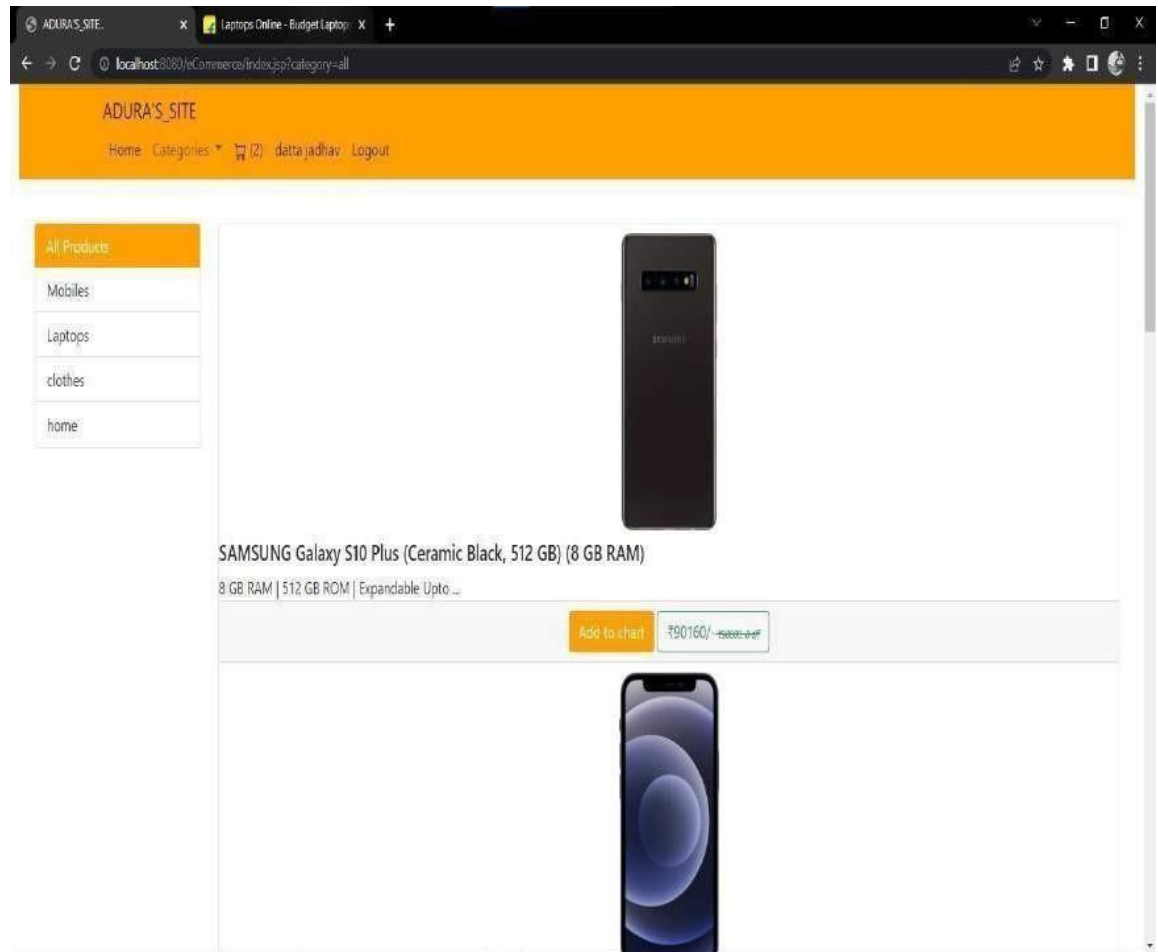 ADURA'S_SITE..
Laptops Online - Budget Laptop
localhost:8080/eCommerce/index.jsp?category=all
ADURA'S_SITE
Home Categories (2) datta jadhav Logout
All Products
Mobiles
Laptops
clothes
home
SAMSUNG
SAMSUNG Galaxy S10 Plus (Ceramic Black, 512 GB) (8 GB RAM)
8 GB RAM | 512 GB ROM | Expandable Upto ...
Add to chart ₹90160/-